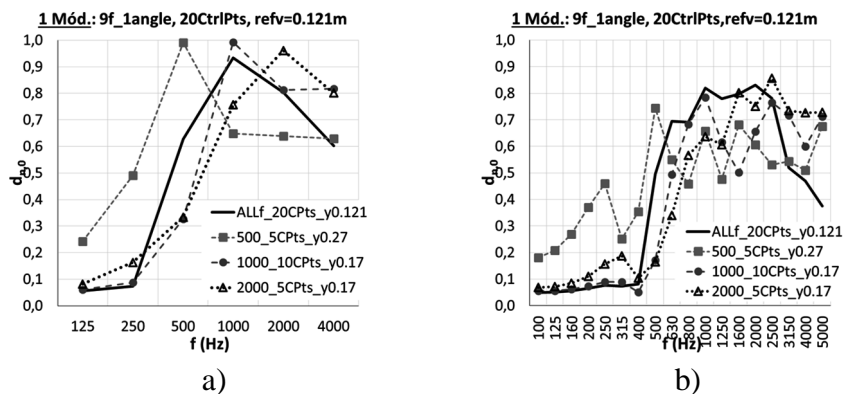 1 Mód.: 9f_1angle, 20CtrlPts, refv=0.121m
1,0
0,9
0,8
0,7
0,6
0,5
0,4
0,3
0,2
0,1
0,0
dn,0
ALLf_20CPts_y0.121
500_5CPts_y0.27
1000_10CPts_y0.17
2000_5CPts_y0.17
125 250 500 1000 2000 4000
f (Hz)
a)
1 Mód.: 9f_1angle, 20CtrlPts,refv=0.121m
1,0
0,9
0,8
0,7
0,6
0,5
0,4
0,3
0,2
0,1
0,0
ALLf_20CPts_y0.121
500_5CPts_y0.27
1000_10CPts_y0.17
2000_5CPts_y0.17
100 125 160 200 250 315 400 500 630 800 1000 1250 1600 2000 2500 3150 4000 5000
f (Hz)
b)